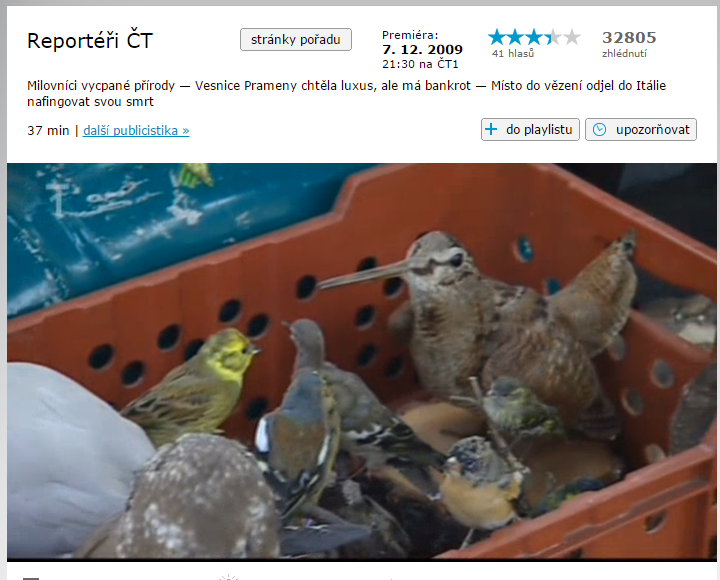 Reportéři ČT
stránky pořadu
Premiéra:
7. 12. 2009
21:30 na ČT1
41 hlasů
32805
zhlédnutí
Milovníci vycpané přírody — Vesnice Prameny chtěla luxus, ale má bankrot — Místo do vězení odjel do Itálie
nafingovat svou smrt
37 min | další publicistika »
do playlistu
upozorňovat